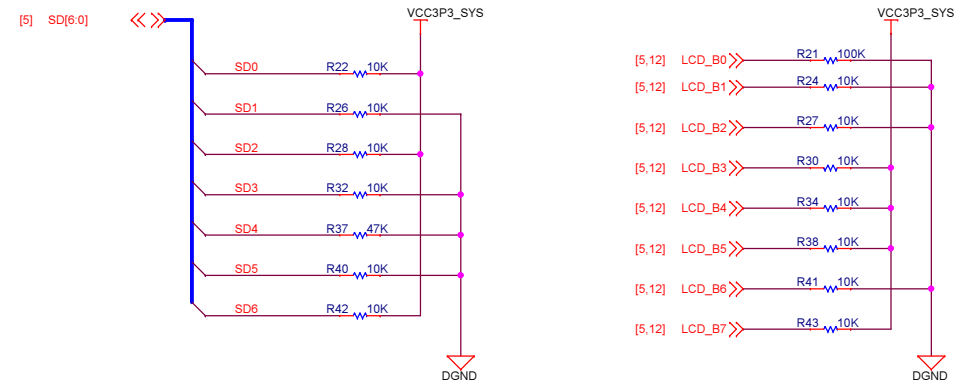 [5] SD[6:0]
VCC3P3_SYS
SD0 R22 10K
SD1 R26 10K
SD2 R28 10K
SD3 R32 10K
SD4 R37 47K
SD5 R40 10K
SD6 R42 10K
DGND
VCC3P3_SYS
[5,12] LCD_B0 R21 100K
[5,12] LCD_B1 R24 10K
[5,12] LCD_B2 R27 10K
[5,12] LCD_B3 R30 10K
[5,12] LCD_B4 R34 10K
[5,12] LCD_B5 R38 10K
[5,12] LCD_B6 R41 10K
[5,12] LCD_B7 R43 10K
DGND